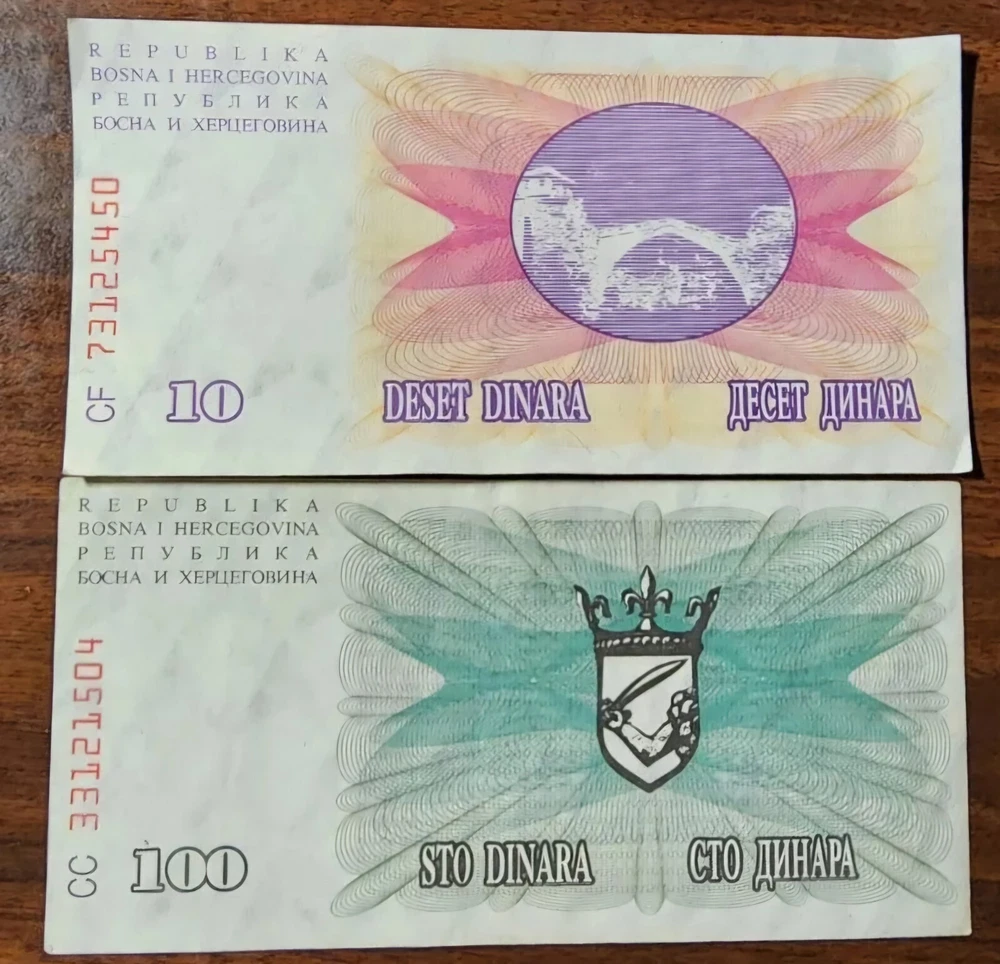 REPUBLIKA
BOSNA I HERCEGOVINA
РЕПУБЛИКА
БОСНА И ХЕРЦЕГОВИНА
CF 73125450
10
DESET DINARA
ДЕСЕТ ДИНАРА
REPUBLIKA
BOSNA I HERCEGOVINA
РЕПУБЛИКА
БОСНА И ХЕРЦЕГОВИНА
CC 33121504
100
STO DINARA
СТО ДИНАРА